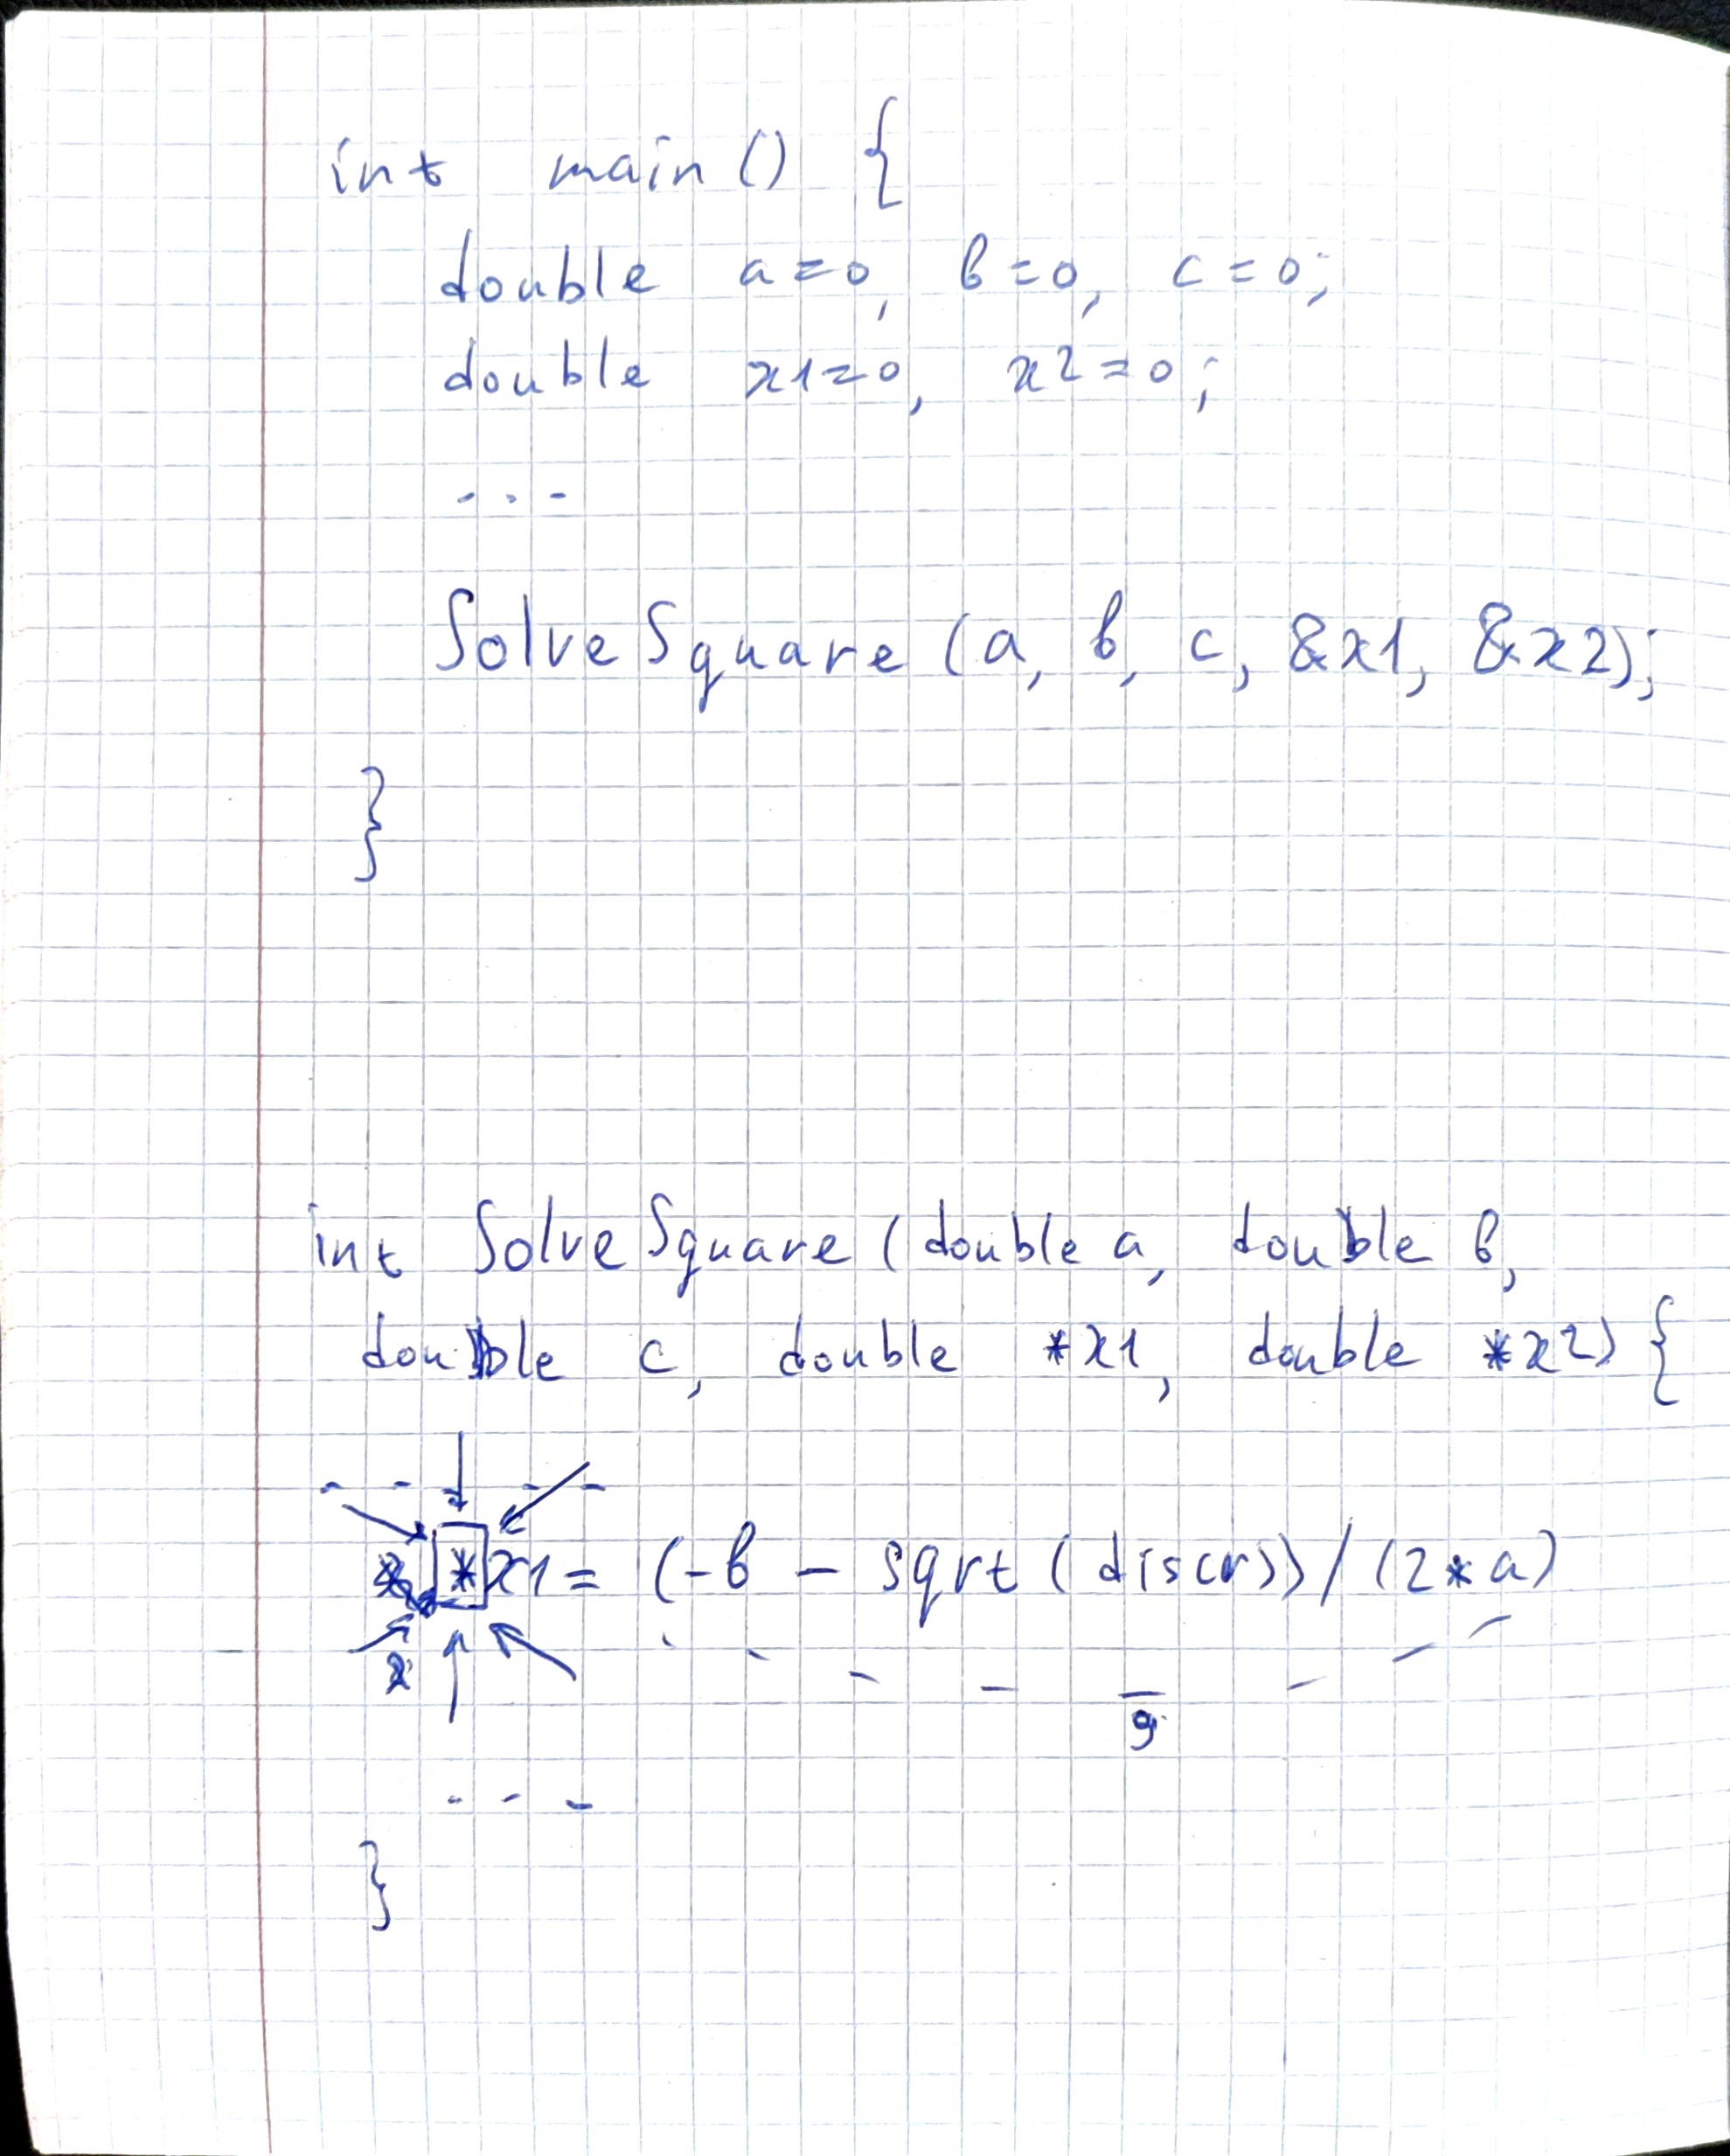 int main() {
double a=0, b=0, c=0;
double x1=0, x2=0;
...
SolveSquare (a, b, c, &x1, &x2);
}
int SolveSquare (double a, double b,
double c, double *x1, double *x2) {
- - - - -
*x1 = (-b - sqrt (discr)) / (2*a)
9
...
}